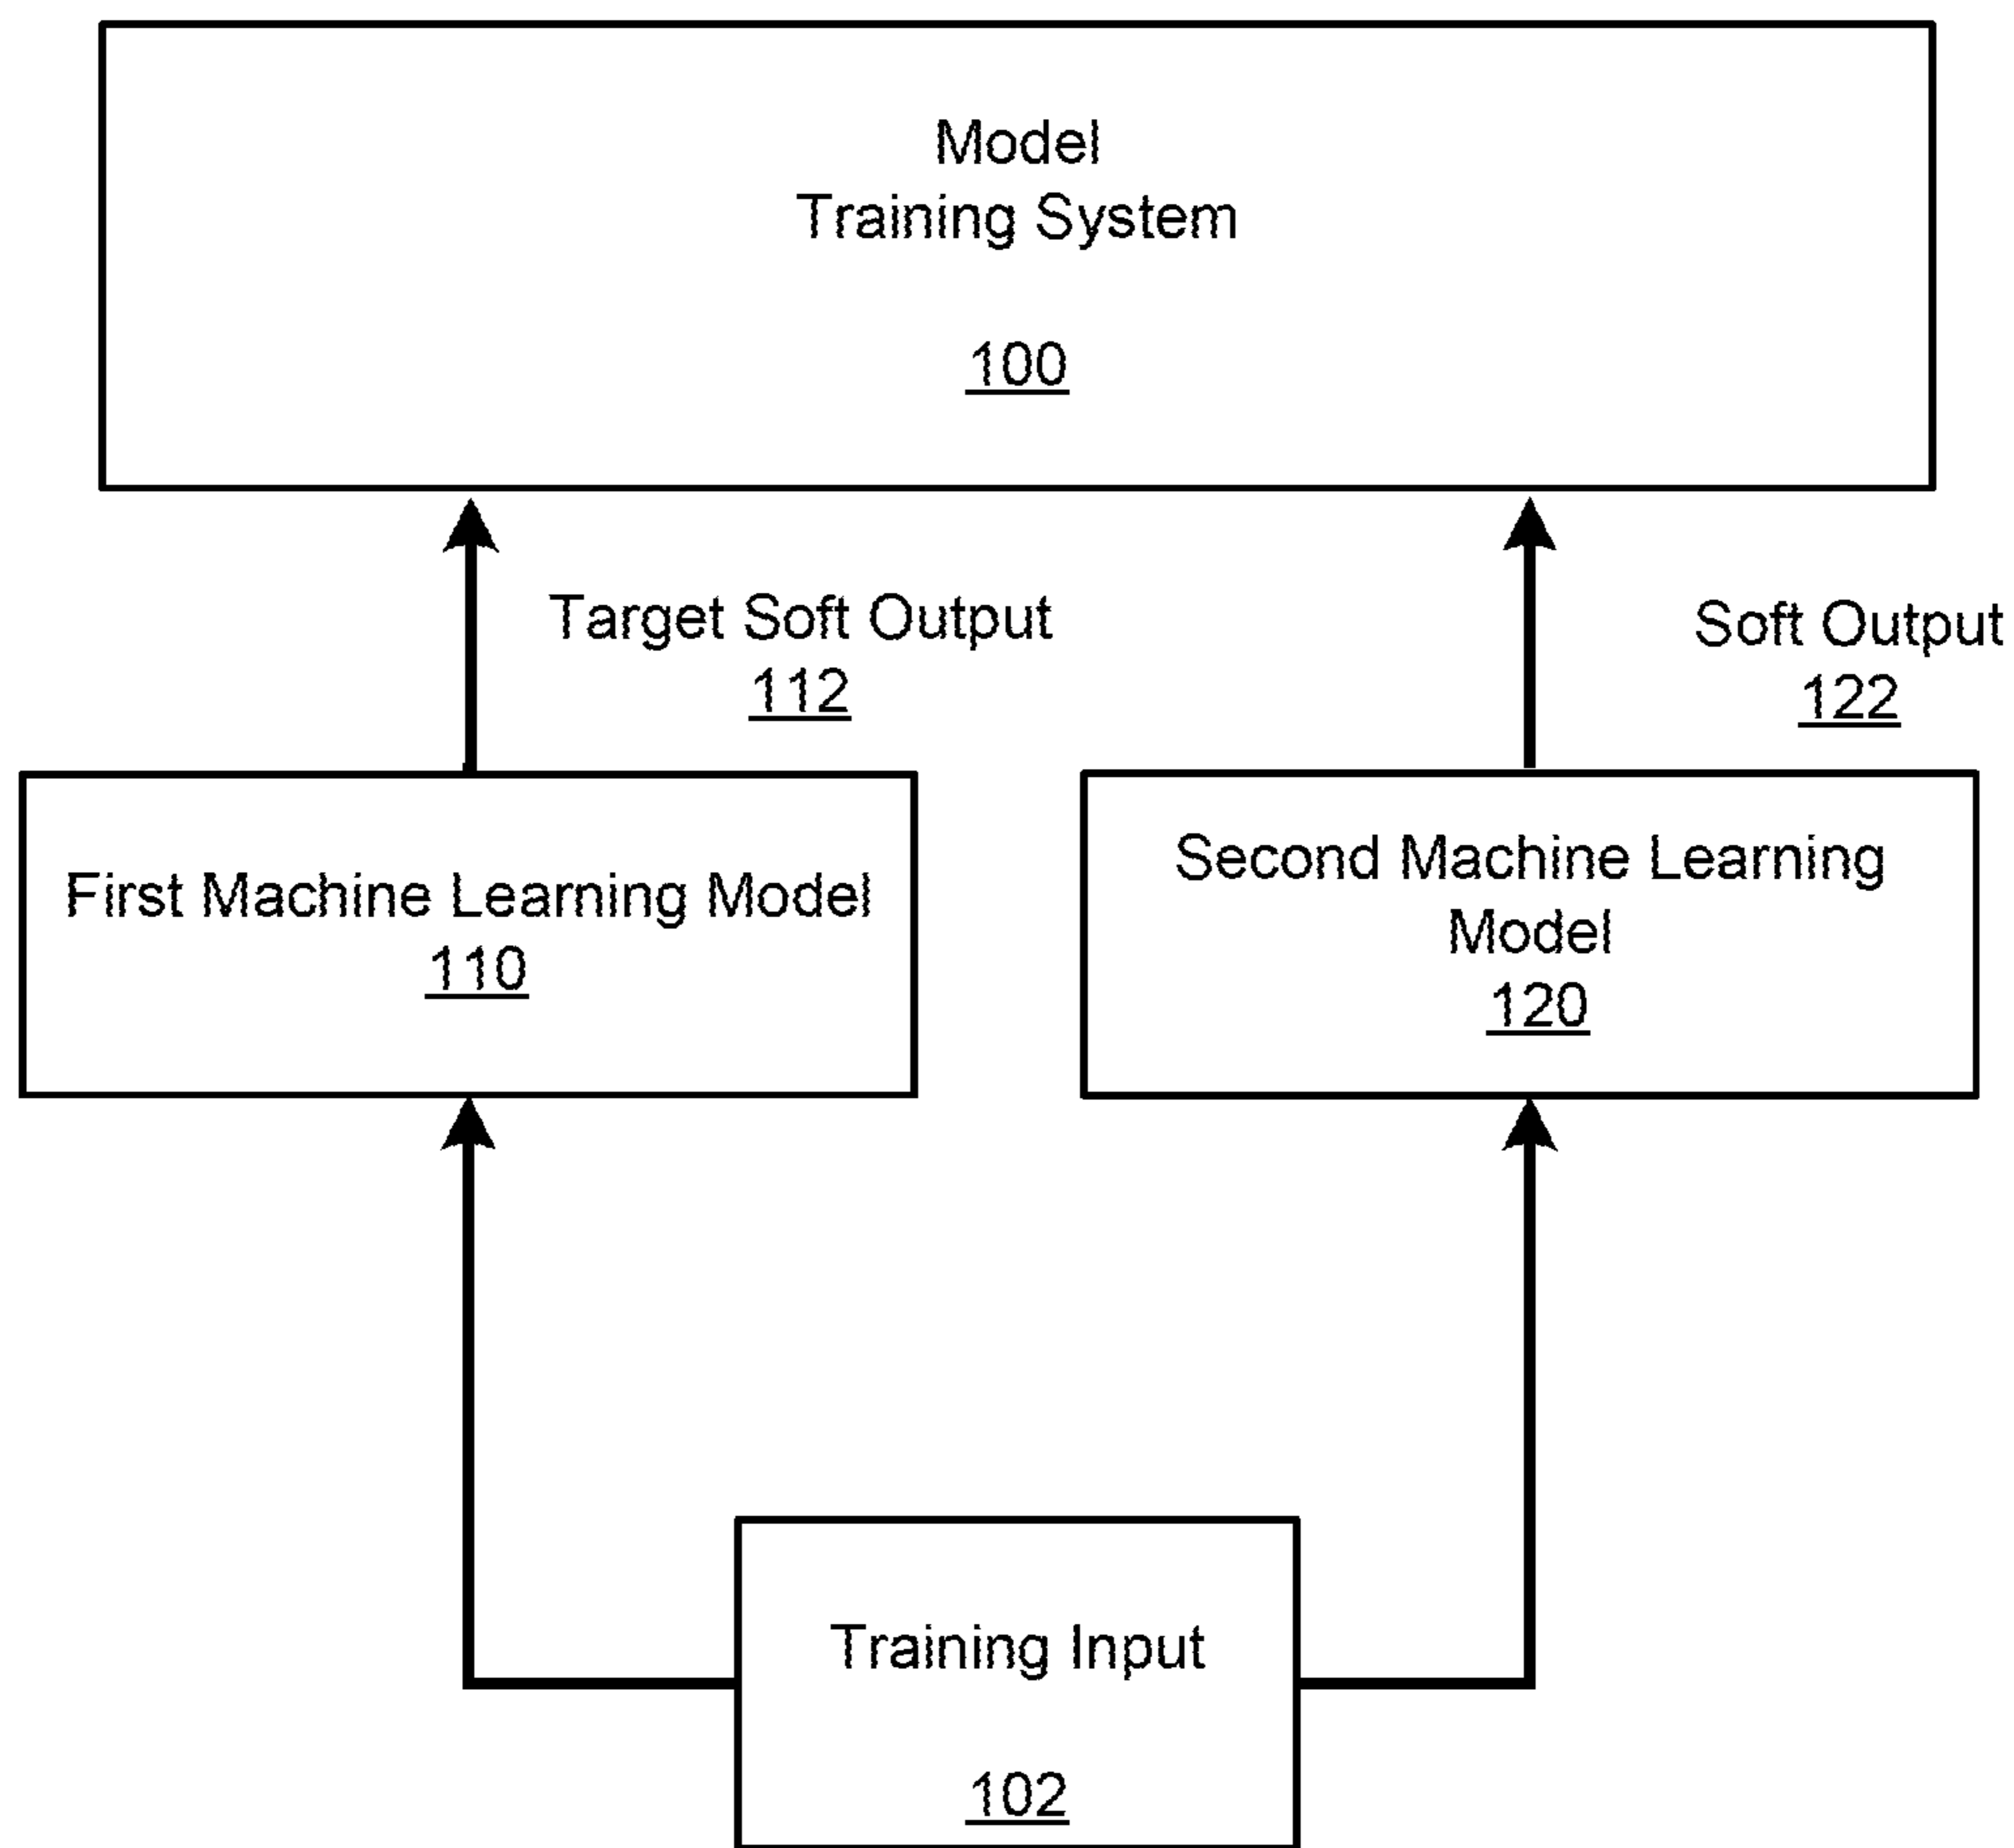 Model
Training System
100
Target Soft Output
112
Soft Output
122
First Machine Learning Model
110
Second Machine Learning
Model
120
Training Input
102